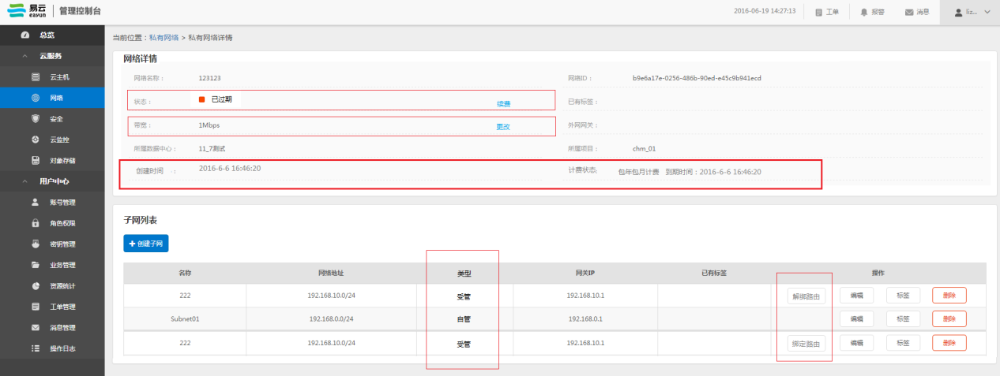 易云 eayun 管理控制台 2016-06-19 14:27:13 工单 报警 消息 liz...
总览
云服务
云主机
网络
安全
云监控
对象存储
用户中心
账号管理
角色权限
密钥管理
业务管理
资源统计
工单管理
消息管理
操作日志
当前位置：私有网络 > 私有网络详情
网络详情
网络名称： 123123 网络ID： b9e6a17e-0256-486b-90ed-e45c9b941ecd
状态： 已过期 续费 已有标签：
带宽： 1Mbps 更改 外网网关：
所属数据中心： 11_7测试 所属项目： chm_01
创建时间 ： 2016-6-6 16:46:20 计费状态: 包年包月计费 到期时间：2016-6-6 16:46:20
子网列表
+ 创建子网
名称 网络地址 类型 网关IP 已有标签 操作
222 192.168.10.0/24 受管 192.168.10.1 解绑路由 编辑 标签 删除
Subnet01 192.168.0.0/24 自管 192.168.0.1 编辑 标签 删除
222 192.168.10.0/24 受管 192.168.10.1 绑定路由 编辑 标签 删除